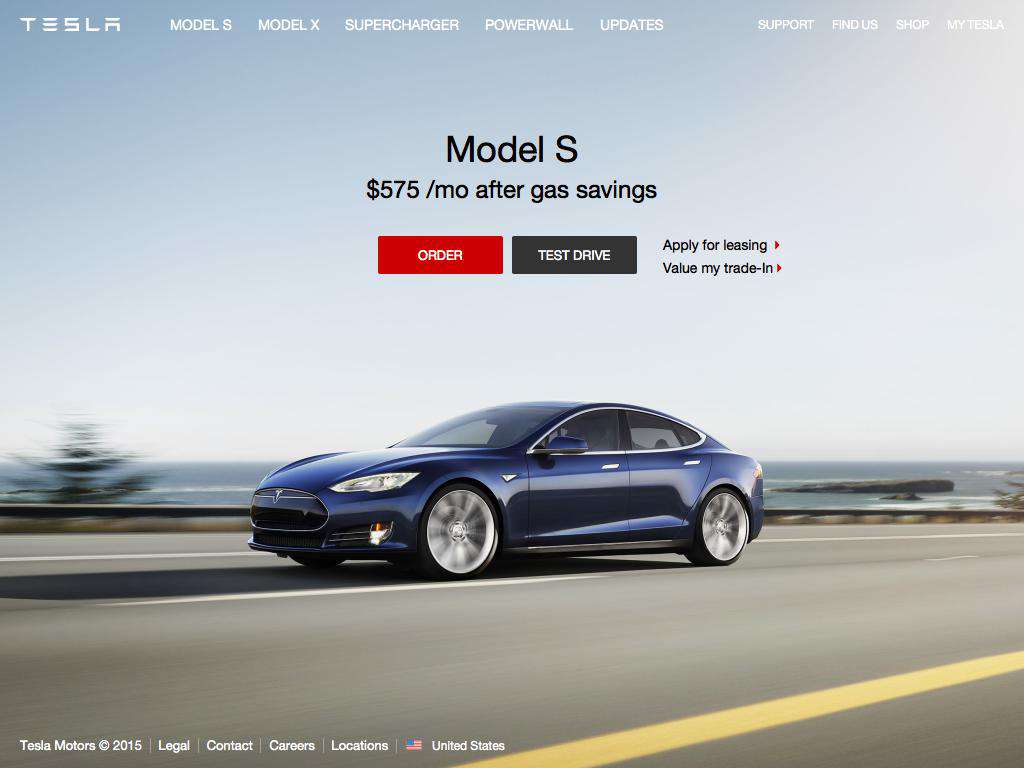 TESLA MODEL S MODEL X SUPERCHARGER POWERWALL UPDATES SUPPORT FIND US SHOP MY TESLA
Model S
$575 /mo after gas savings
ORDER TEST DRIVE
Apply for leasing
Value my trade-In
Tesla Motors © 2015 Legal Contact Careers Locations United States